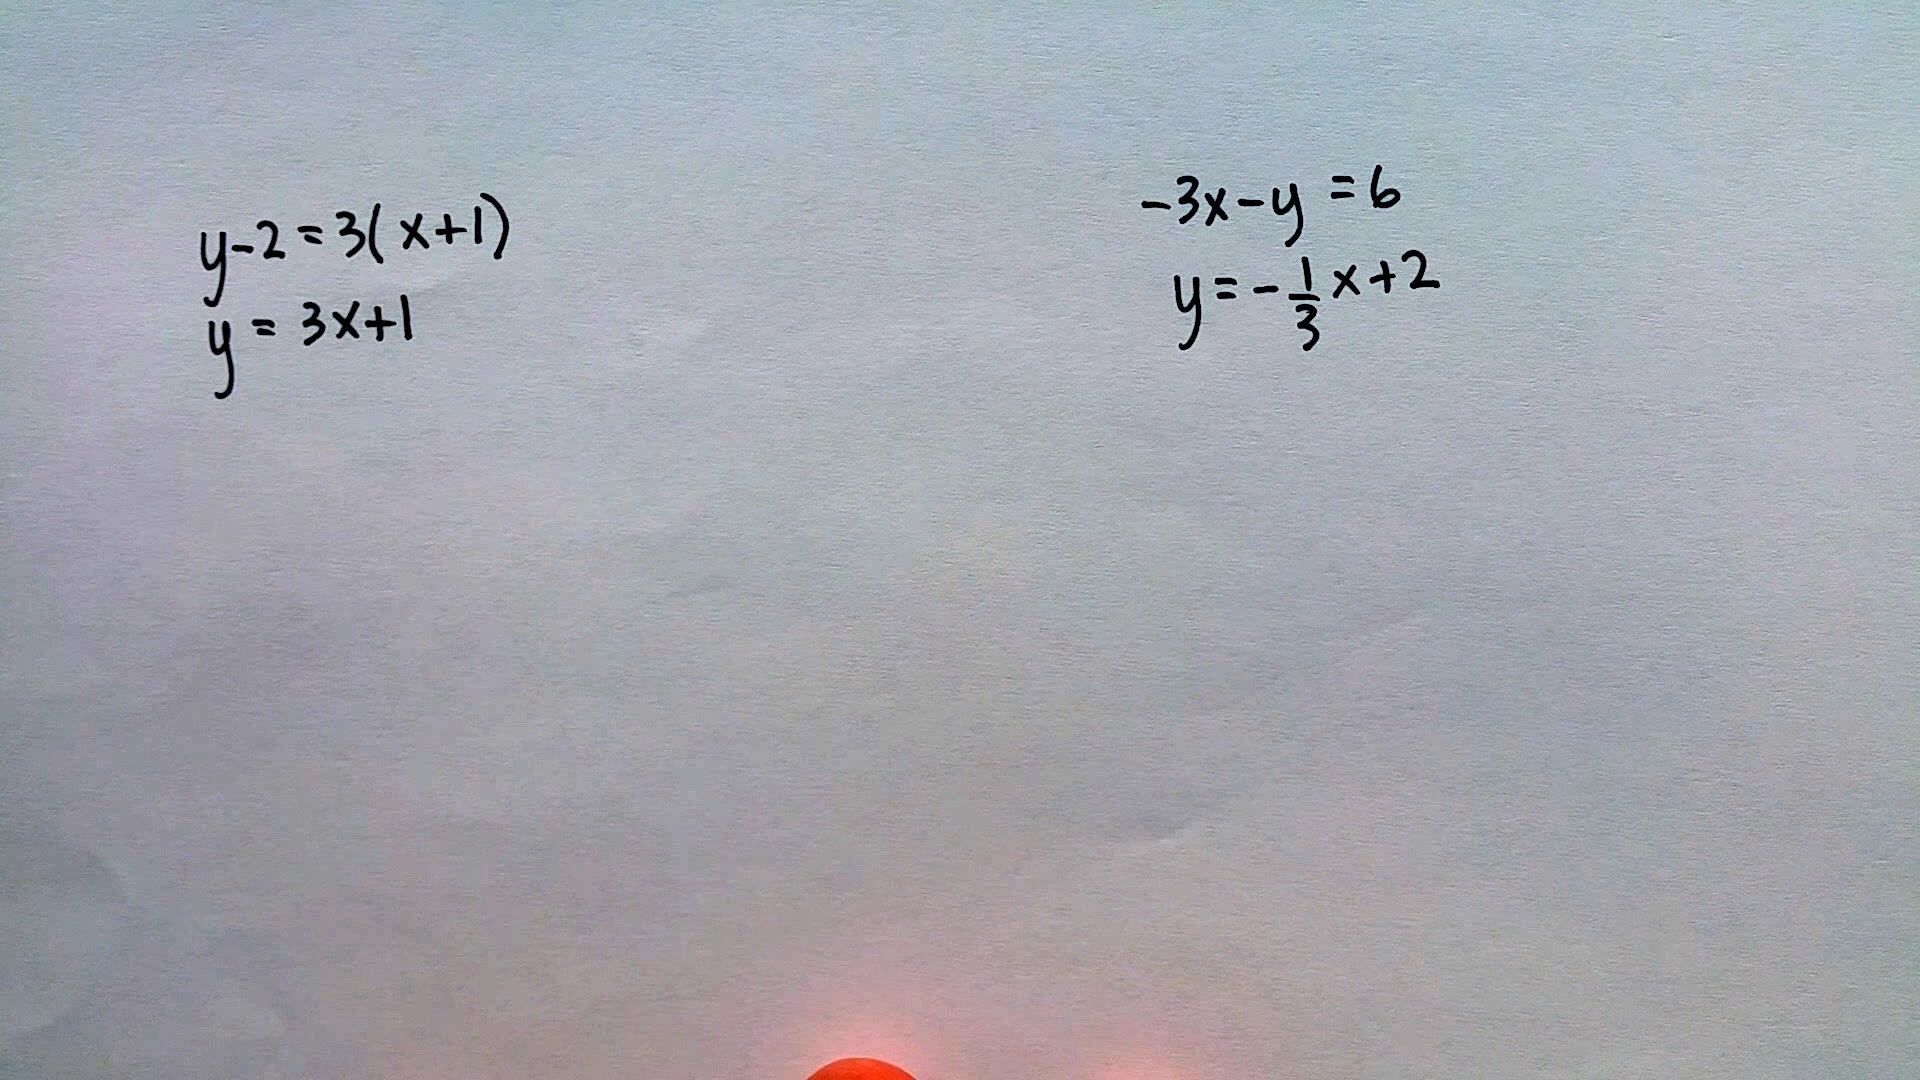 y-2=3(x+1)
y = 3x+1
-3x-y=6
y=-1/3x+2